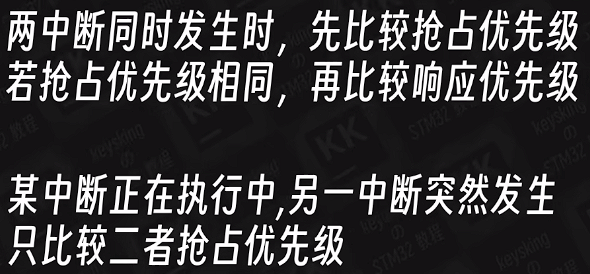 两中断同时发生时，先比较抢占优先级
若抢占优先级相同，再比较响应优先级
某中断正在执行中,另一中断突然发生
只比较二者抢占优先级